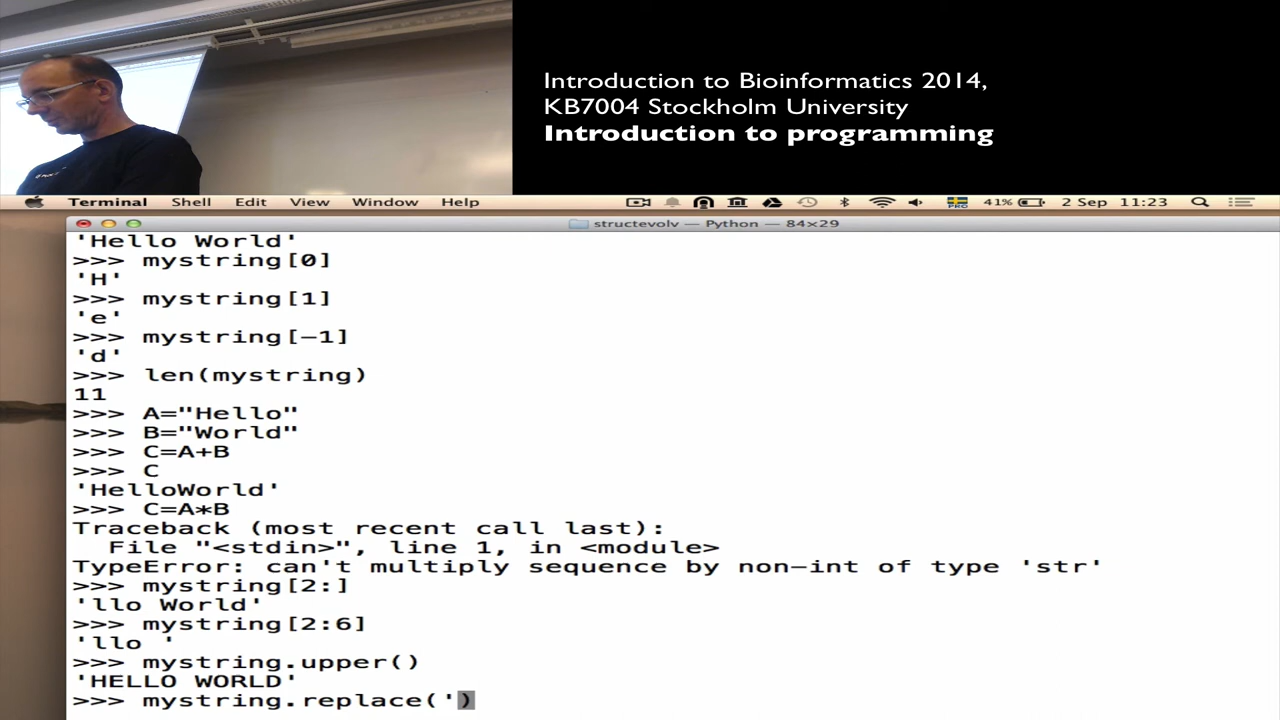 Introduction to Bioinformatics 2014,
KB7004 Stockholm University
Introduction to programming
Terminal Shell Edit View Window Help 41% 2 Sep 11:23
structevolv — Python — 84×29
'Hello World'
>>> mystring[0]
'H'
>>> mystring[1]
'e'
>>> mystring[-1]
'd'
>>> len(mystring)
11
>>> A="Hello"
>>> B="World"
>>> C=A+B
>>> C
'HelloWorld'
>>> C=A*B
Traceback (most recent call last):
  File "<stdin>", line 1, in <module>
TypeError: can't multiply sequence by non-int of type 'str'
>>> mystring[2:]
'llo World'
>>> mystring[2:6]
'llo '
>>> mystring.upper()
'HELLO WORLD'
>>> mystring.replace(')